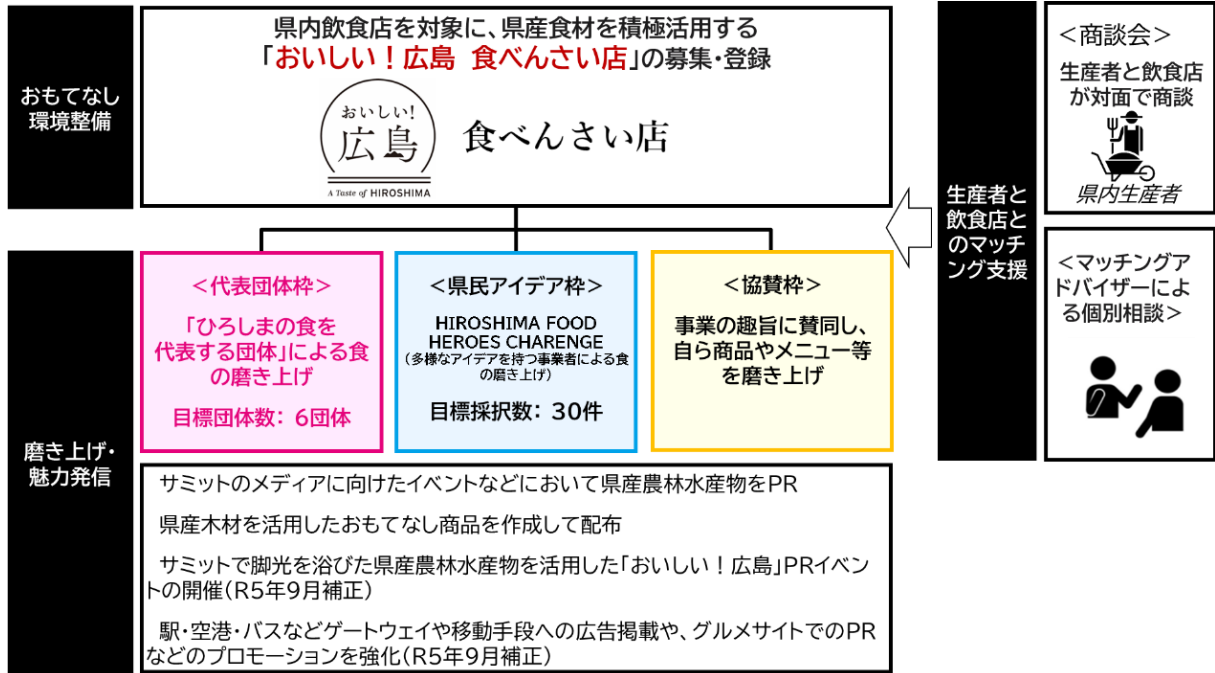 おもてなし
環境整備
県内飲食店を対象に、県産食材を積極活用する
「おいしい！広島 食べんさい店」の募集・登録
おいしい!
広島
A Taste of HIROSHIMA
食べんさい店
磨き上げ・
魅力発信
＜代表団体枠＞
「ひろしまの食を
代表する団体」による食
の磨き上げ
目標団体数： 6団体
＜県民アイデア枠＞
HIROSHIMA FOOD
HEROES CHARENGE
(多様なアイデアを持つ事業者による食
の磨き上げ)
目標採択数： 30件
＜協賛枠＞
事業の趣旨に賛同し、
自ら商品やメニュー等
を磨き上げ
サミットのメディアに向けたイベントなどにおいて県産農林水産物をPR
県産木材を活用したおもてなし商品を作成して配布
サミットで脚光を浴びた県産農林水産物を活用した「おいしい！広島」PRイベン
トの開催(R5年9月補正)
駅・空港・バスなどゲートウェイや移動手段への広告掲載や、グルメサイトでのPR
などのプロモーションを強化(R5年9月補正)
生産者と
飲食店と
のマッチ
ング支援
＜商談会＞
生産者と飲食店
が対面で商談
県内生産者
＜マッチングア
ドバイザーによ
る個別相談＞